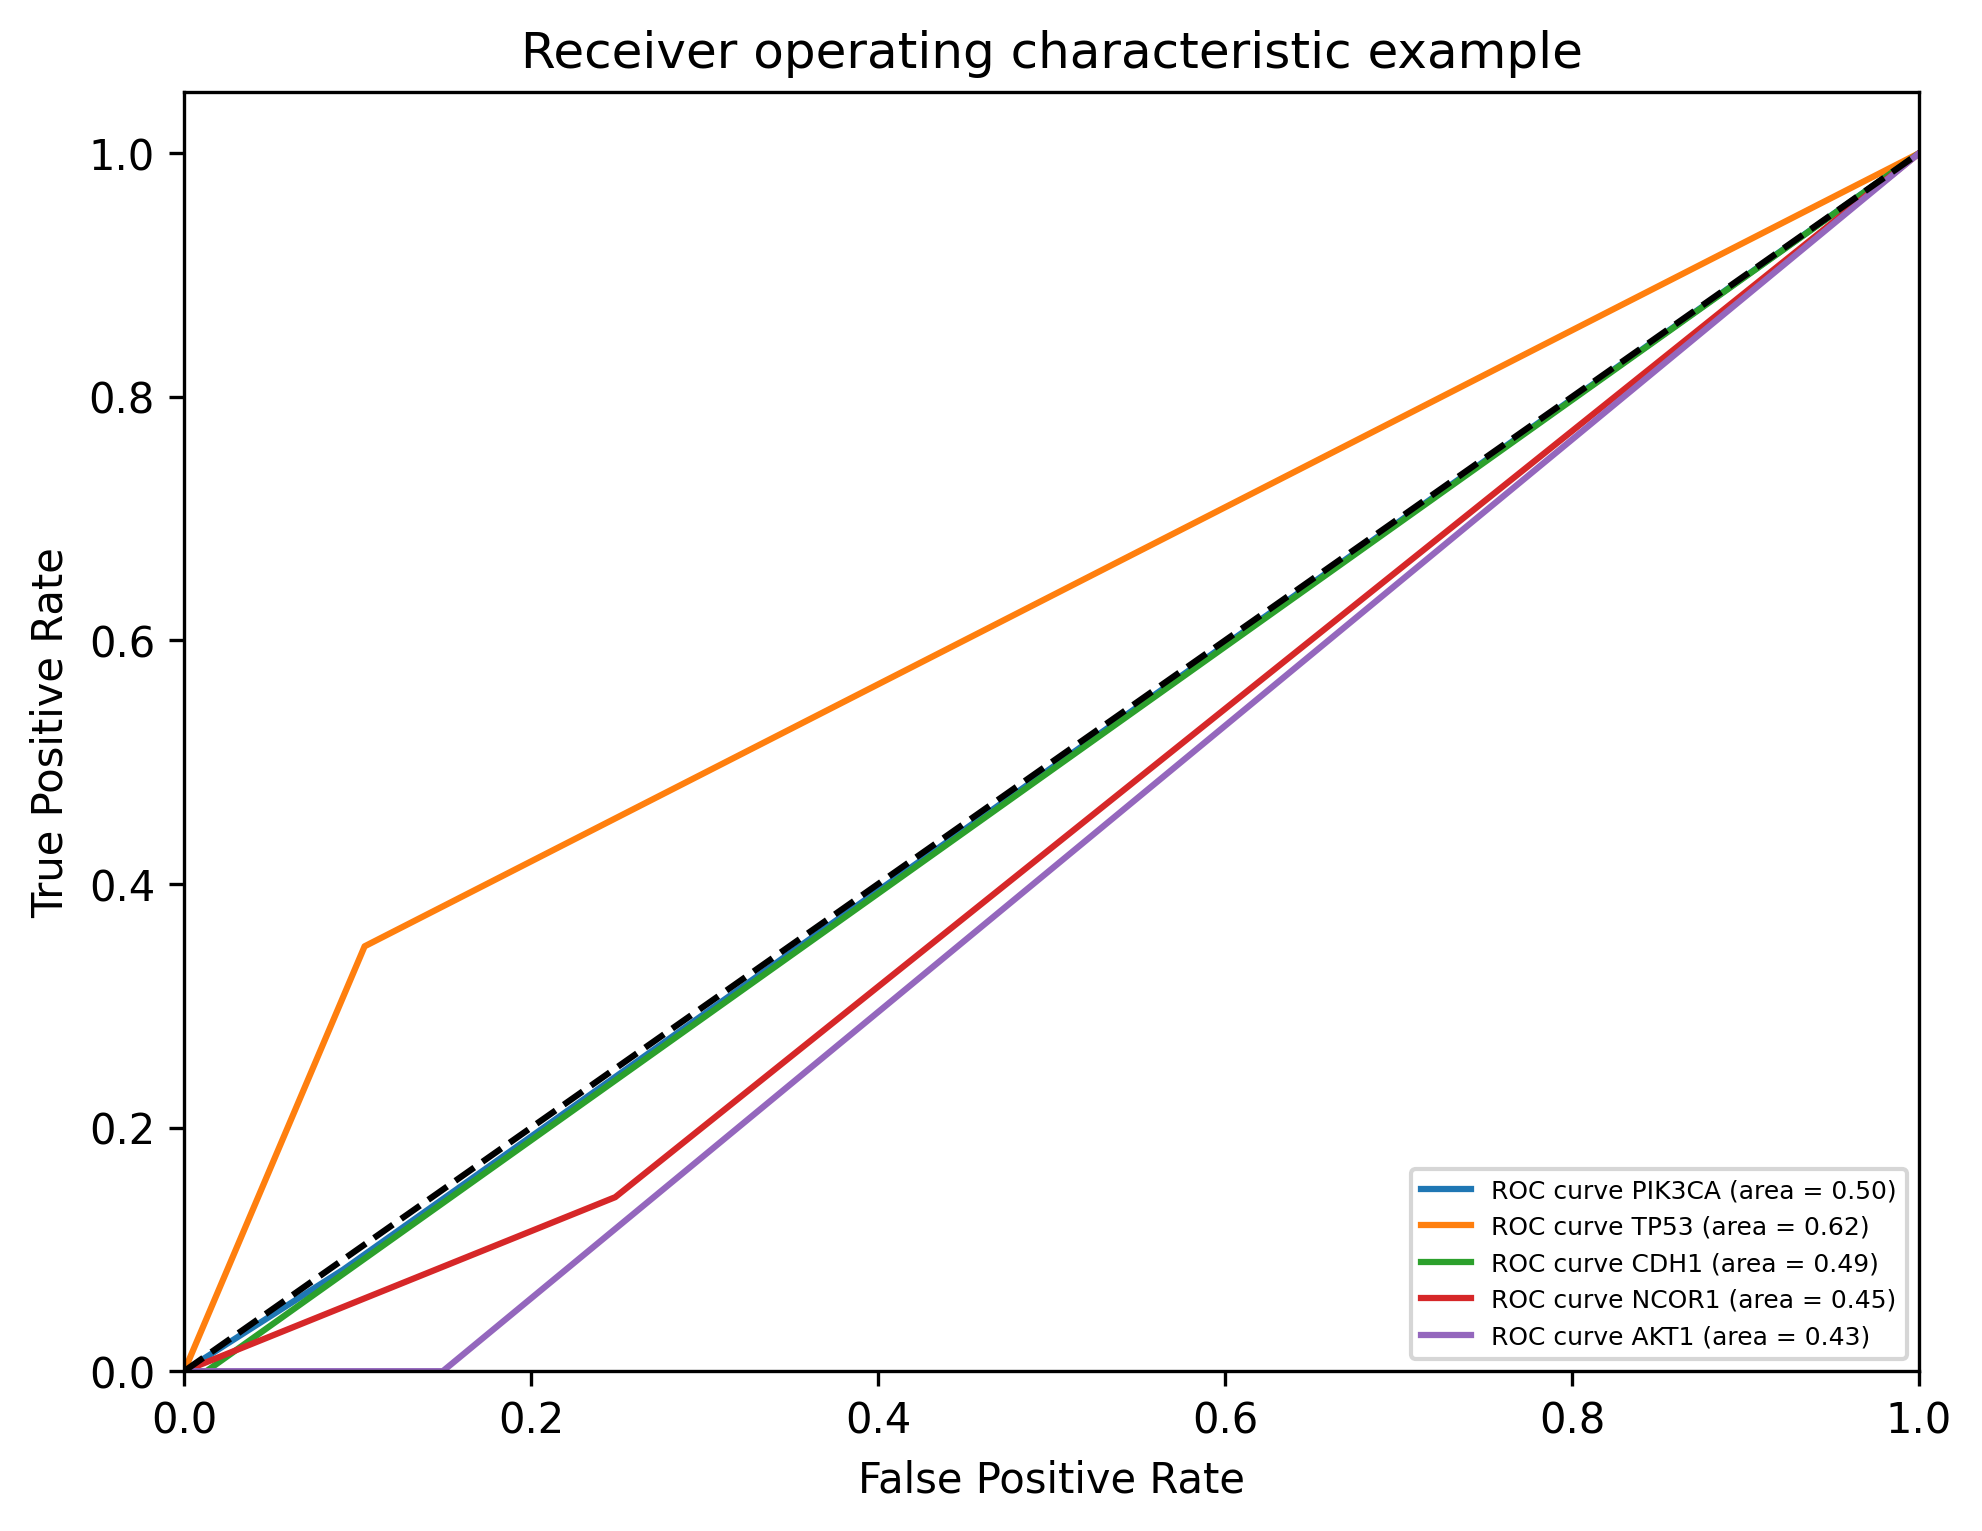 Receiver operating characteristic example
True Positive Rate
1.0
0.8
0.6
0.4
0.2
0.0
ROC curve PIK3CA (area = 0.50)
ROC curve TP53 (area = 0.62)
ROC curve CDH1 (area = 0.49)
ROC curve NCOR1 (area = 0.45)
ROC curve AKT1 (area = 0.43)
0.0 0.2 0.4 0.6 0.8 1.0
False Positive Rate